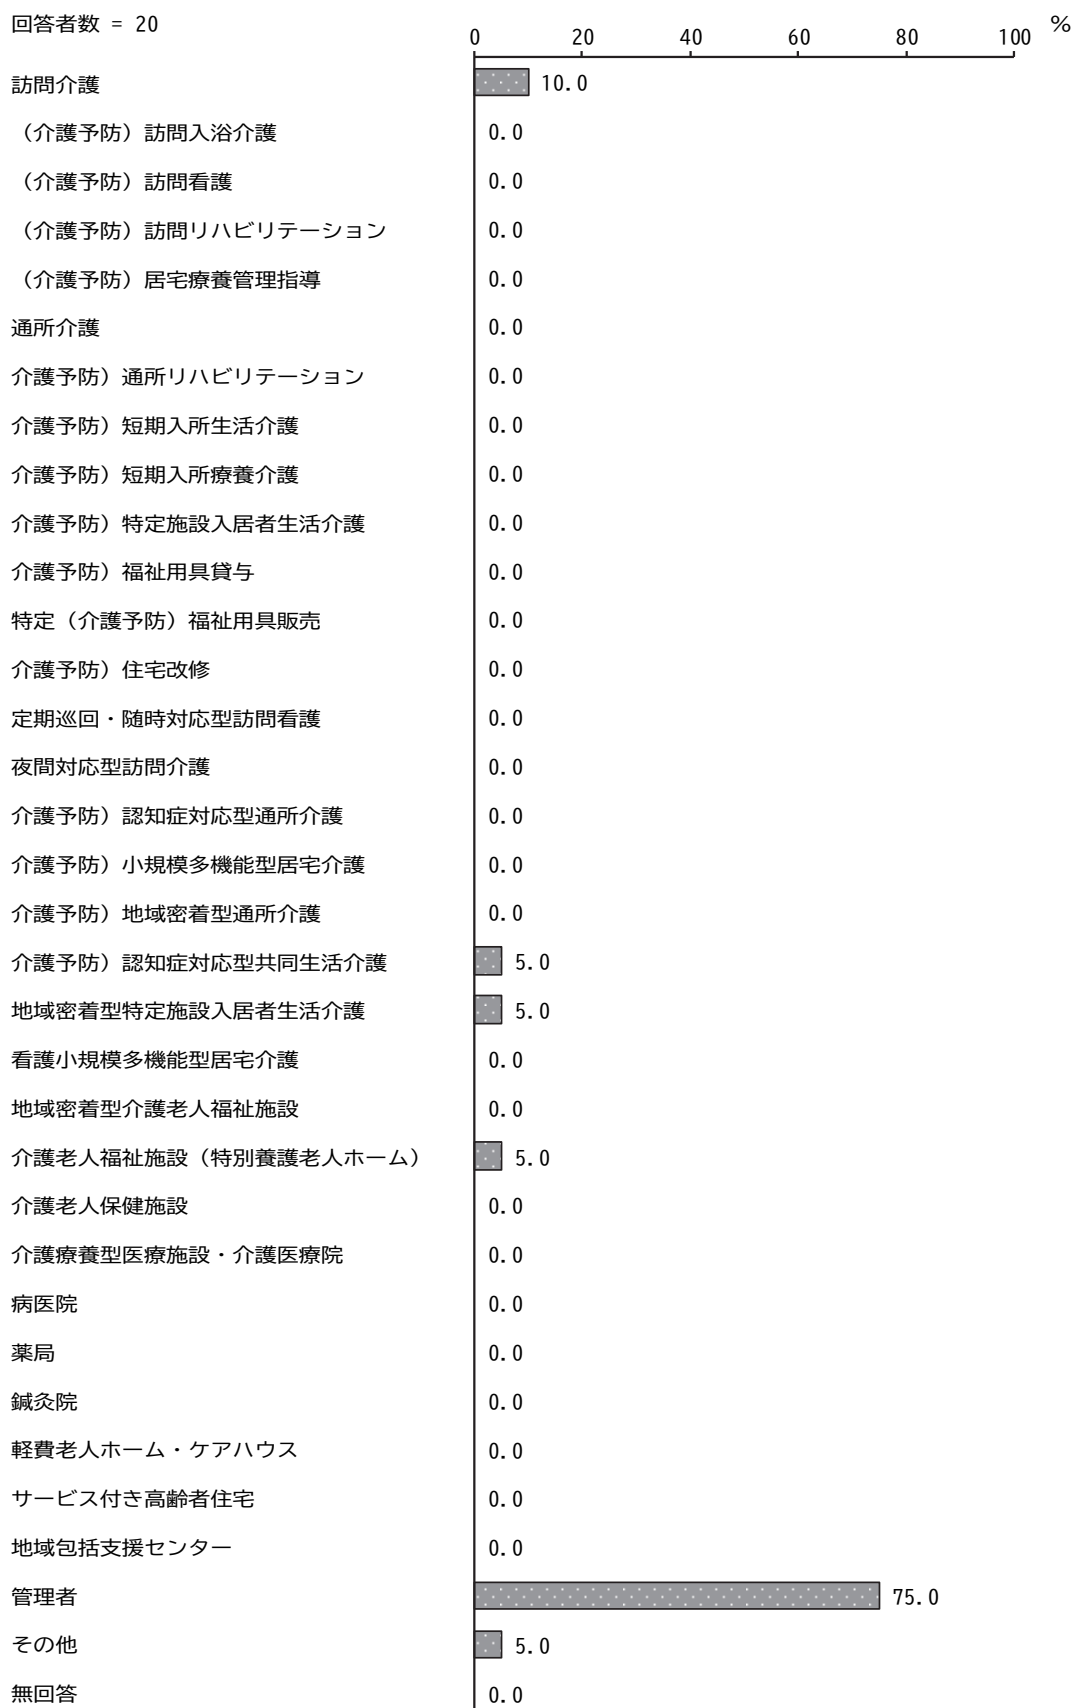 回答者数 = 20
0 20 40 60 80 100 %
訪問介護 10.0
（介護予防）訪問入浴介護 0.0
（介護予防）訪問看護 0.0
（介護予防）訪問リハビリテーション 0.0
（介護予防）居宅療養管理指導 0.0
通所介護 0.0
介護予防）通所リハビリテーション 0.0
介護予防）短期入所生活介護 0.0
介護予防）短期入所療養介護 0.0
介護予防）特定施設入居者生活介護 0.0
介護予防）福祉用具貸与 0.0
特定（介護予防）福祉用具販売 0.0
介護予防）住宅改修 0.0
定期巡回・随時対応型訪問看護 0.0
夜間対応型訪問介護 0.0
介護予防）認知症対応型通所介護 0.0
介護予防）小規模多機能型居宅介護 0.0
介護予防）地域密着型通所介護 0.0
介護予防）認知症対応型共同生活介護 5.0
地域密着型特定施設入居者生活介護 5.0
看護小規模多機能型居宅介護 0.0
地域密着型介護老人福祉施設 0.0
介護老人福祉施設（特別養護老人ホーム） 5.0
介護老人保健施設 0.0
介護療養型医療施設・介護医療院 0.0
病医院 0.0
薬局 0.0
鍼灸院 0.0
軽費老人ホーム・ケアハウス 0.0
サービス付き高齢者住宅 0.0
地域包括支援センター 0.0
管理者 75.0
その他 5.0
無回答 0.0